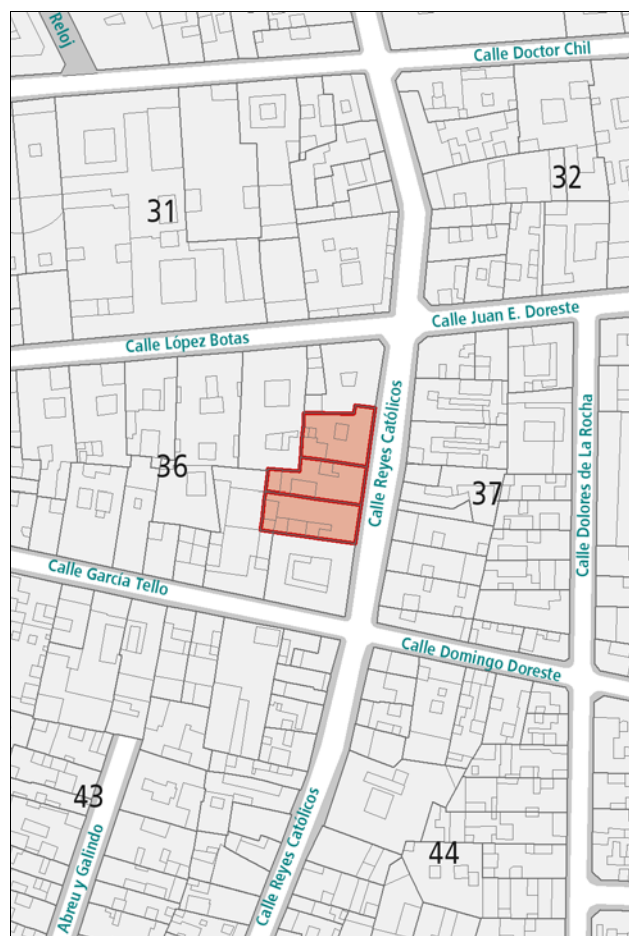 Reloj
Calle Doctor Chil
32
31
Calle Juan E. Doreste
Calle López Botas
Calle Reyes Católicos
Calle Dolores de La Rocha
36
37
Calle García Tello
Calle Domingo Doreste
43
Abreu y Galindo
Calle Reyes Católicos
44